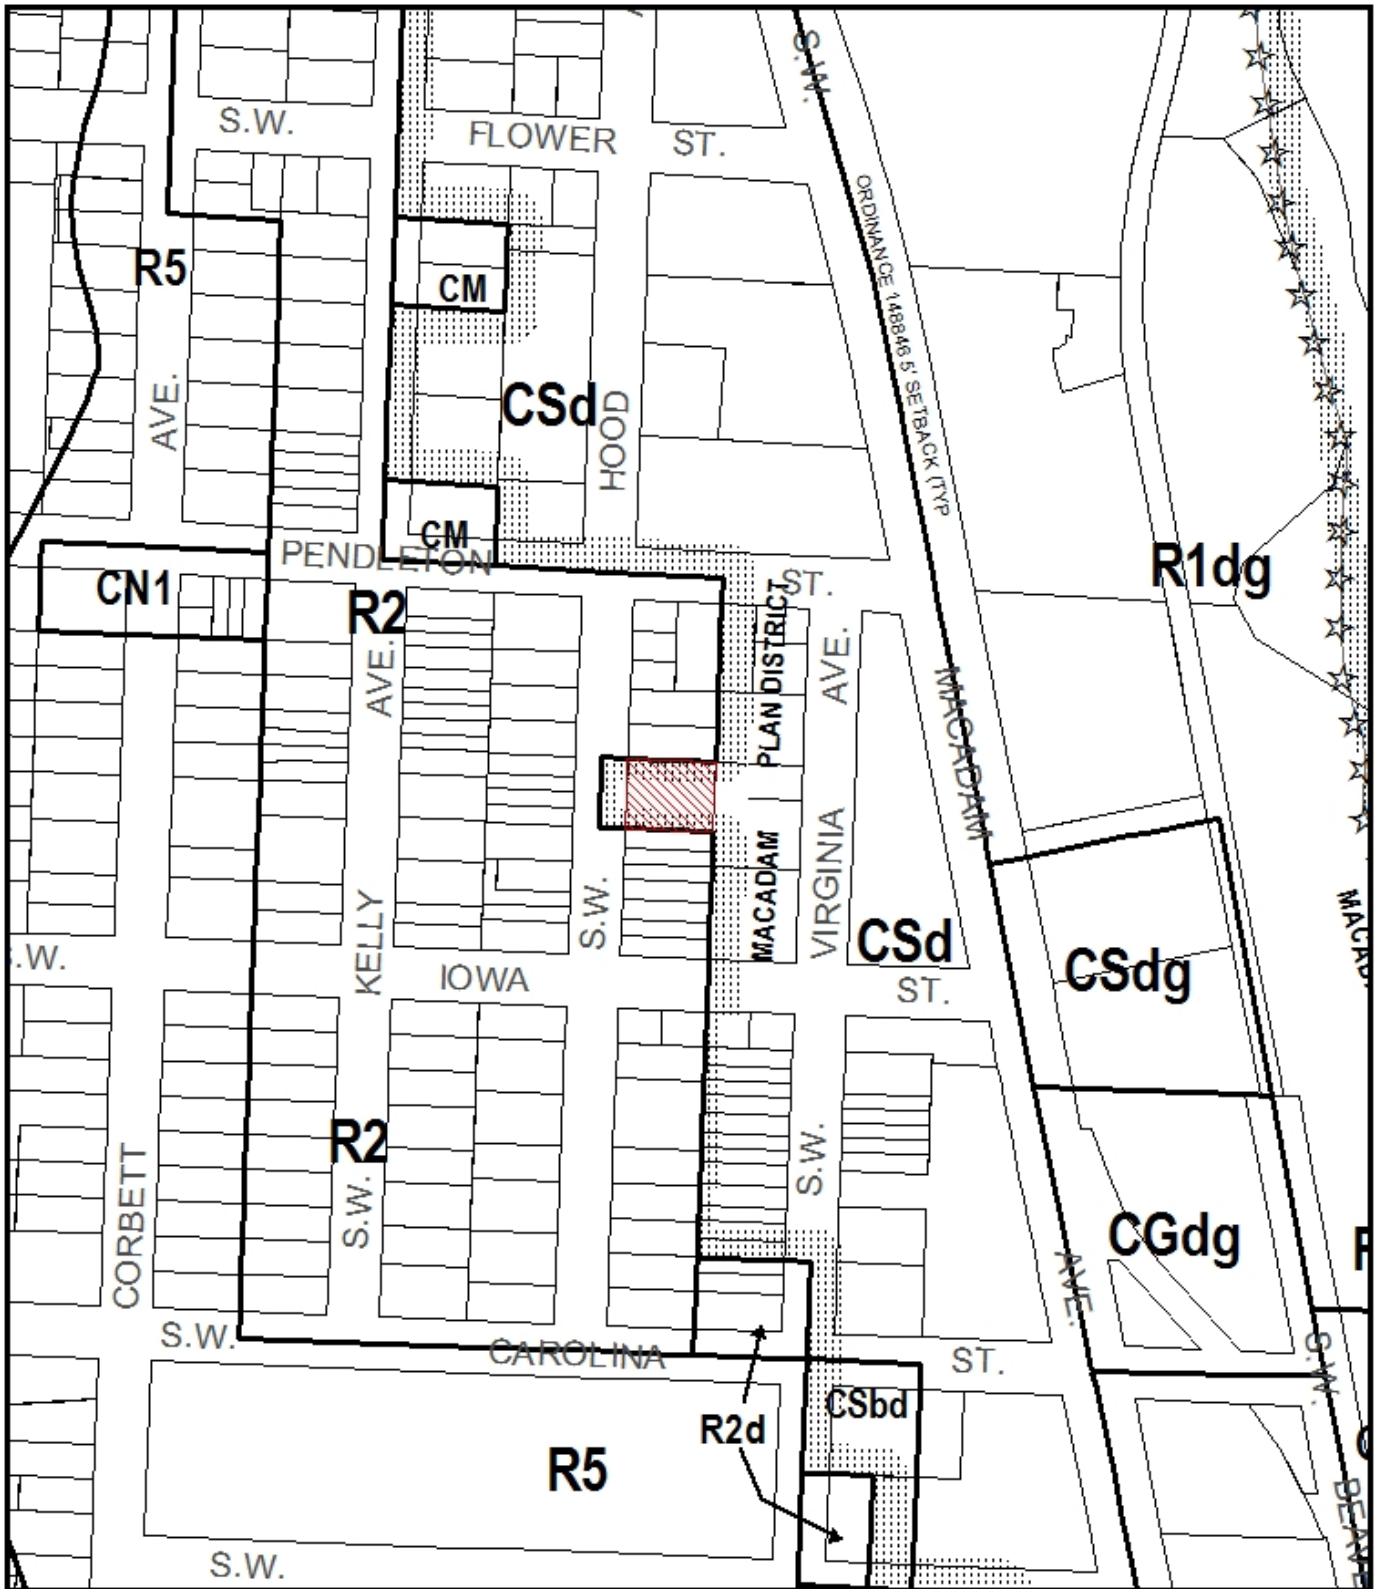 S.W.
S.W.
FLOWER
ST.
ORDINANCE 148846 5' SETBACK (TYP
R5
CM
CSd
AVE.
HOOD
CM
PENDLETON
ST.
R1dg
CN1
R2
AVE.
PLAN DISTRICT
AVE.
MACADAM
MACADAM
VIRGINIA
KELLY
S.W.
CSd
CSdg
S.W.
IOWA
ST.
R2
S.W.
S.W.
CORBETT
CGdg
AVE.
S.W.
CAROLINA
ST.
S.W.
CSbd
R2d
R5
S.W.